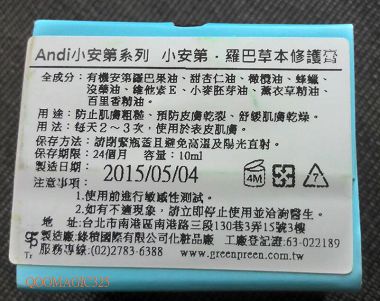 Andi小安第系列 小安第‧羅巴草本修護膏
全成分：有機安第羅巴果油、甜杏仁油、橄欖油、蜂蠟、
沒藥油、維他素E、小麥胚芽油、薰衣草精油、
百里香精油。
用途：防止肌膚粗糙、預防皮膚乾裂、舒緩肌膚乾燥。
用法：每天2～3次，使用於表皮肌膚。
保存方法：請閉緊瓶蓋且避免高溫及陽光直射。
保存期限：24個月 容量：10ml
製造日期：2015/05/04
4M
7
1.使用前進行敏感性測試。
2.如有不適現象，請立即停止使用並洽詢醫生。
地址：台北市南港區南港路三段130巷3弄15號3樓
製造廠：綠積國際有限公司化粧品廠 工廠登記證：63-022189
服務專線：(02)2783-6388 www.greenpreen.com.tw
QOOMAGIC325